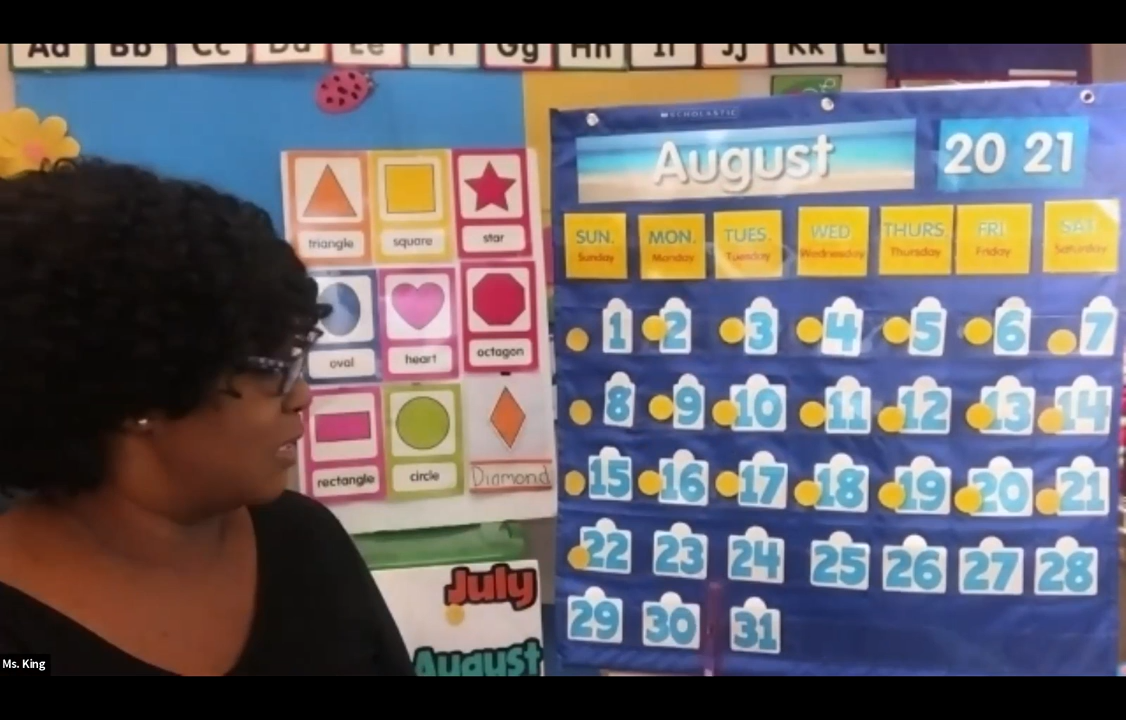 Aa Bb Cc Dd Ee Ff Gg Hh Ii Jj Kk Ll
SCHOLASTIC
August 20 21
triangle square star
SUN. MON. TUES. WED. THURS. FRI. SAT.
Sunday Monday Tuesday Wednesday Thursday Friday Saturday
1 2 3 4 5 6 7
oval heart octagon
8 9 10 11 12 13 14
rectangle circle Diamond
15 16 17 18 19 20 21
22 23 24 25 26 27 28
July
29 30 31
August
Ms. King